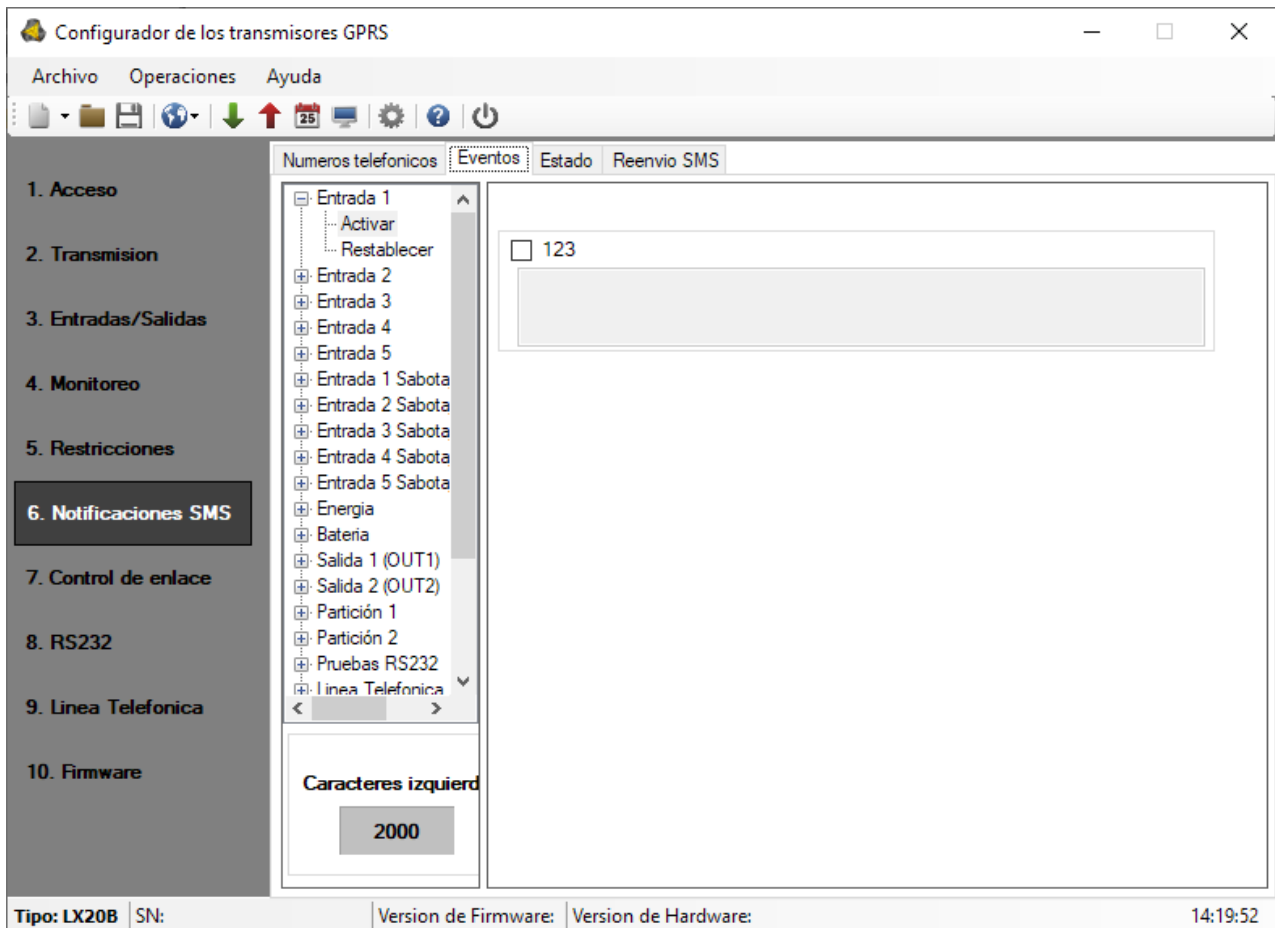 Configurador de los transmisores GPRS
Archivo Operaciones Ayuda
25
Numeros telefonicos Eventos Estado Reenvio SMS
1. Acceso
2. Transmision
3. Entradas/Salidas
4. Monitoreo
5. Restricciones
6. Notificaciones SMS
7. Control de enlace
8. RS232
9. Linea Telefonica
10. Firmware
Entrada 1
Activar
Restablecer
Entrada 2
Entrada 3
Entrada 4
Entrada 5
Entrada 1 Sabota
Entrada 2 Sabota
Entrada 3 Sabota
Entrada 4 Sabota
Entrada 5 Sabota
Energia
Bateria
Salida 1 (OUT1)
Salida 2 (OUT2)
Partición 1
Partición 2
Pruebas RS232
Linea Telefonica
Caracteres izquierd
2000
123
Tipo: LX20B SN: Version de Firmware: Version de Hardware: 14:19:52